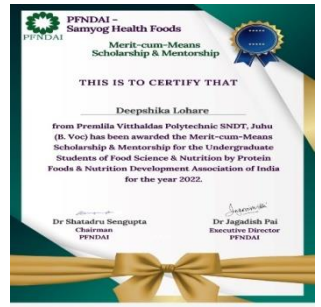 PFNDAI
PFNDAI –
Samyog Health Foods
Merit-cum-Means
Scholarship & Mentorship
THIS IS TO CERTIFY THAT
Deepshika Lohare
from Premlila Vitthaldas Polytechnic SNDT, Juhu
(B. Voc) has been awarded the Merit-cum-Means
Scholarship & Mentorship for the Undergraduate
Students of Food Science & Nutrition by Protein
Foods & Nutrition Development Association of India
for the year 2022.
Dr Shatadru Sengupta
Chairman
PFNDAI
Dr Jagadish Pai
Executive Director
PFNDAI